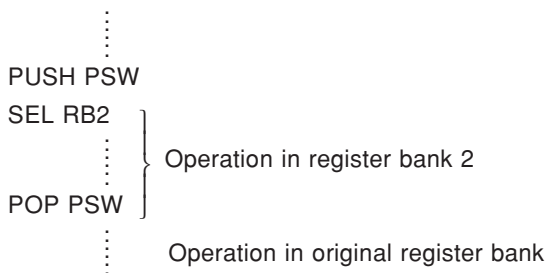 PUSH PSW
SEL RB2
Operation in register bank 2
POP PSW
Operation in original register bank